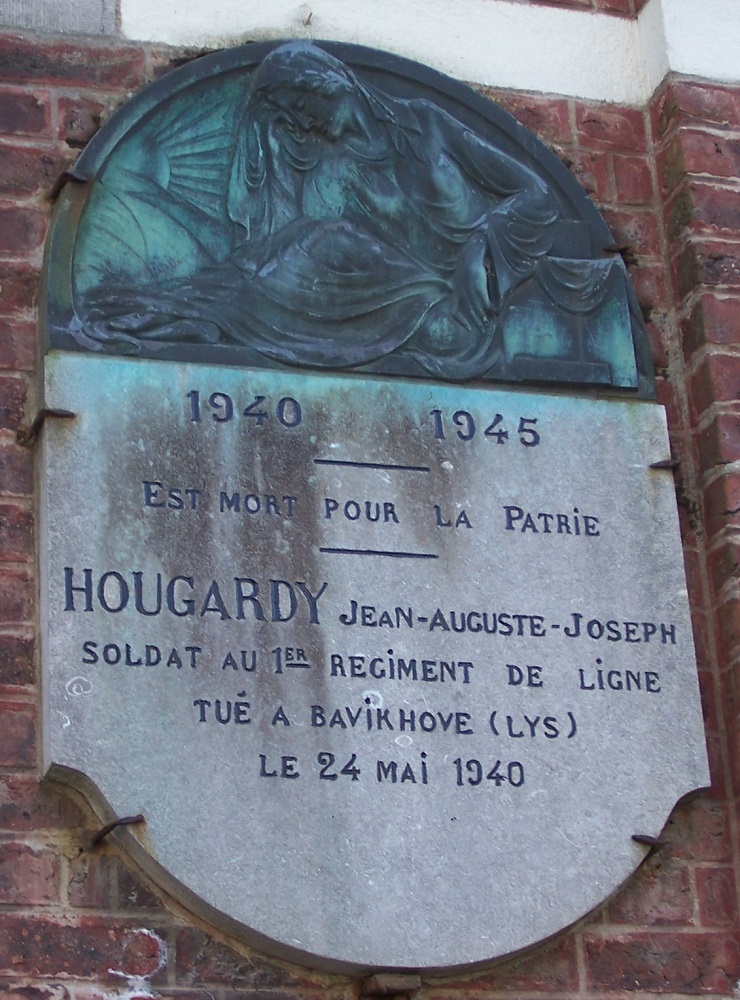 1940 1945
EST MORT POUR LA PATRIE
HOUGARDY JEAN-AUGUSTE-JOSEPH
SOLDAT AU 1ER REGIMENT DE LIGNE
TUÉ A BAVIKHOVE (LYS)
LE 24 MAI 1940